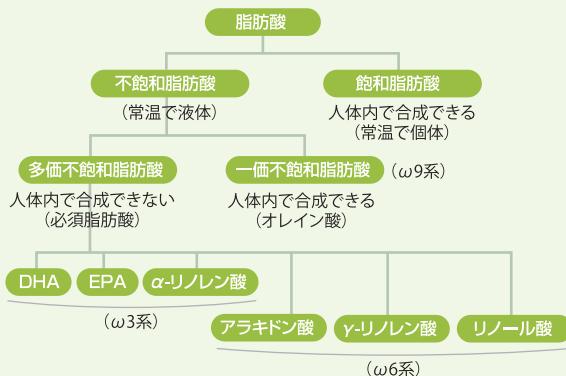 脂肪酸
不飽和脂肪酸
飽和脂肪酸
(常温で液体)
人体内で合成できる
(常温で個体)
多価不飽和脂肪酸
一価不飽和脂肪酸
(ω9系)
人体内で合成できない
(必須脂肪酸)
人体内で合成できる
(オレイン酸)
DHA
EPA
α-リノレン酸
(ω3系)
アラキドン酸
γ-リノレン酸
リノール酸
(ω6系)